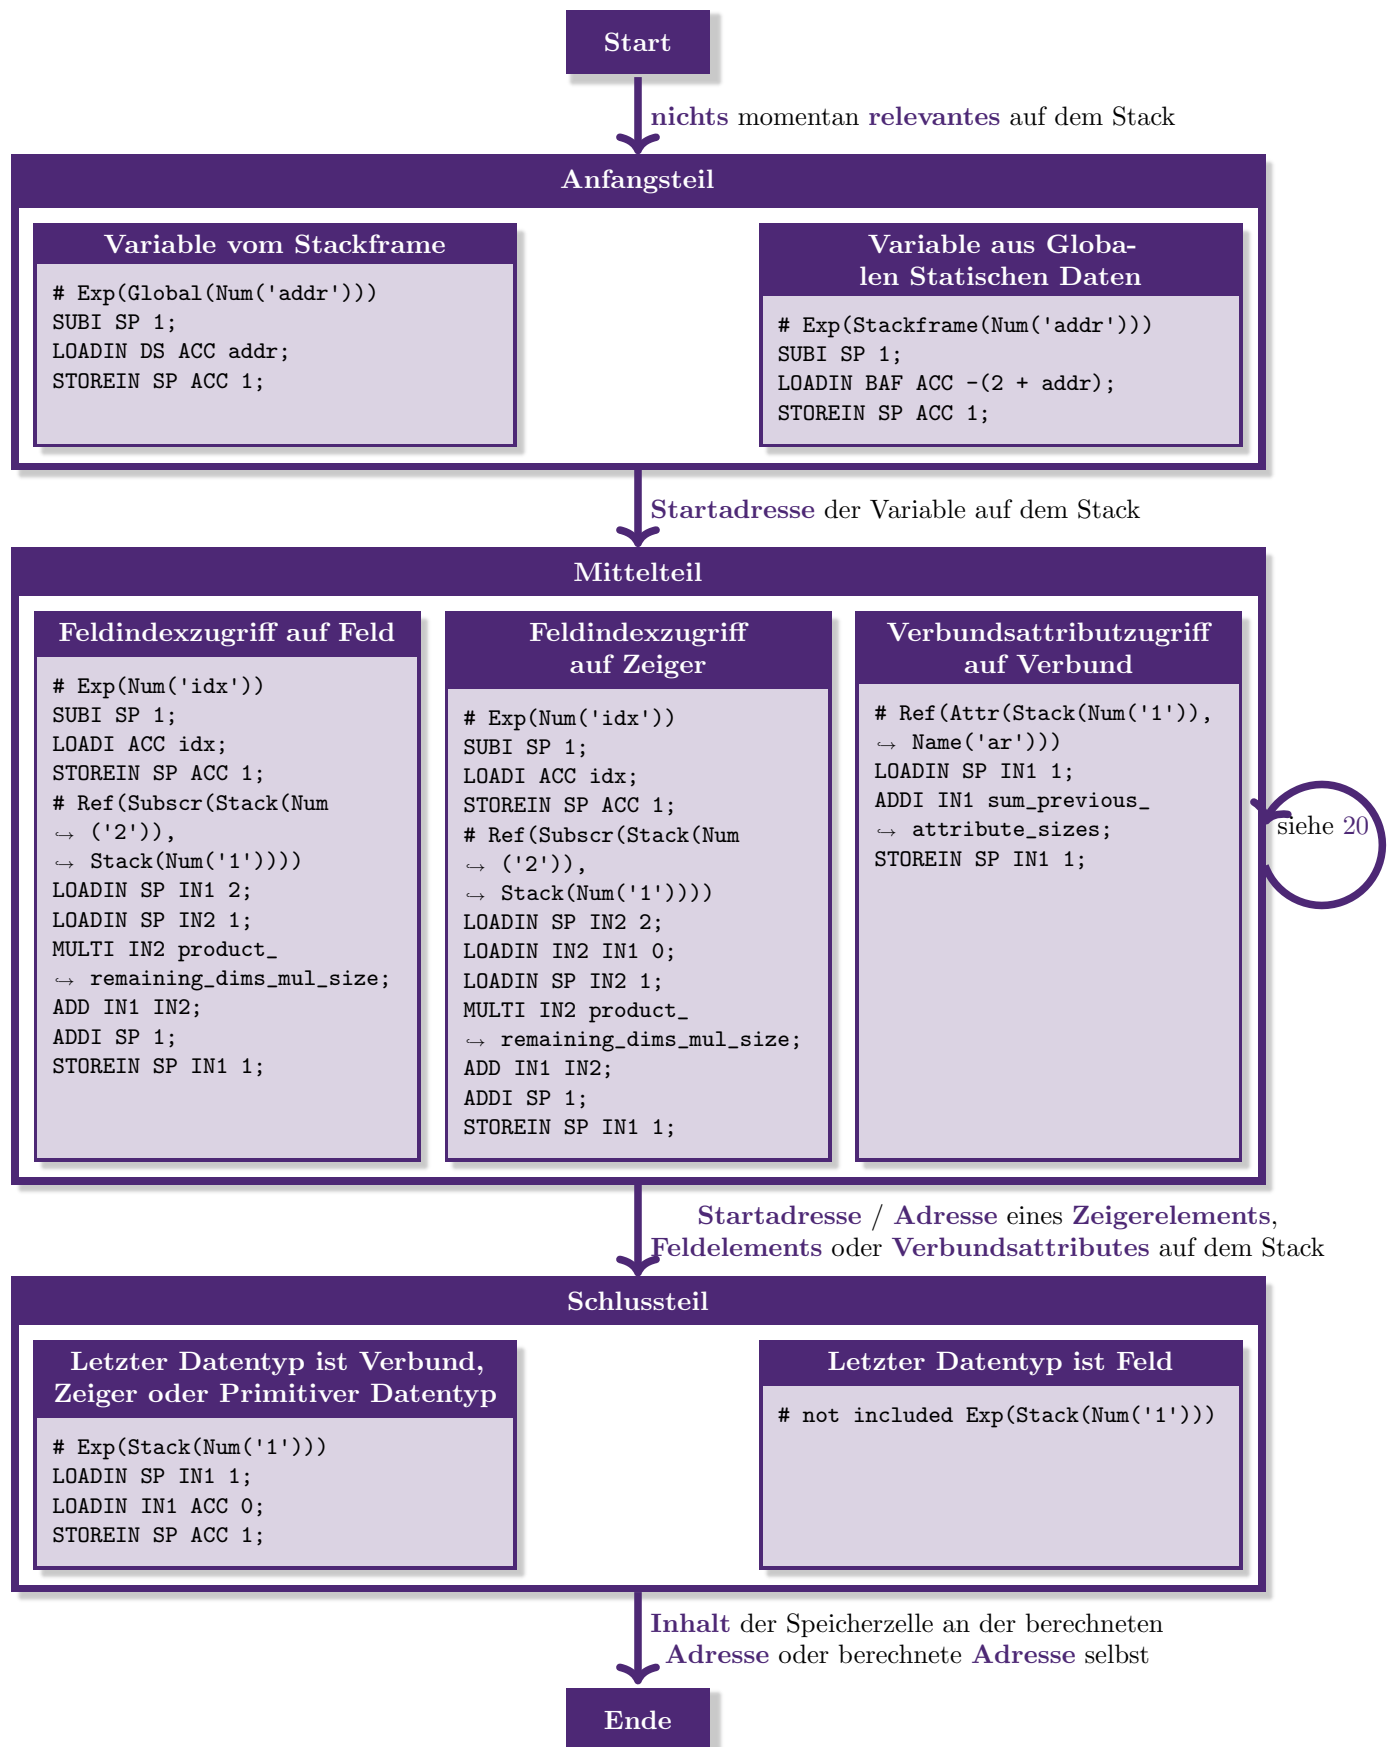 Start
nichts momentan relevantes auf dem Stack
Anfangsteil
Variable vom Stackframe
# Exp(Global(Num('addr')))
SUBI SP 1;
LOADIN DS ACC addr;
STOREIN SP ACC 1;
Variable aus Globa-
len Statischen Daten
# Exp(Stackframe(Num('addr')))
SUBI SP 1;
LOADIN BAF ACC -(2 + addr);
STOREIN SP ACC 1;
Startadresse der Variable auf dem Stack
Mittelteil
Feldindexzugriff auf Feld
# Exp(Num('idx'))
SUBI SP 1;
LOADI ACC idx;
STOREIN SP ACC 1;
# Ref(Subscr(Stack(Num
↪ ('2')),
↪ Stack(Num('1'))))
LOADIN SP IN1 2;
LOADIN SP IN2 1;
MULTI IN2 product_
↪ remaining_dims_mul_size;
ADD IN1 IN2;
ADDI SP 1;
STOREIN SP IN1 1;
Feldindexzugriff
auf Zeiger
# Exp(Num('idx'))
SUBI SP 1;
LOADI ACC idx;
STOREIN SP ACC 1;
# Ref(Subscr(Stack(Num
↪ ('2')),
↪ Stack(Num('1'))))
LOADIN SP IN2 2;
LOADIN IN2 IN1 0;
LOADIN SP IN2 1;
MULTI IN2 product_
↪ remaining_dims_mul_size;
ADD IN1 IN2;
ADDI SP 1;
STOREIN SP IN1 1;
Verbundsattributzugriff
auf Verbund
# Ref(Attr(Stack(Num('1')),
↪ Name('ar')))
LOADIN SP IN1 1;
ADDI IN1 sum_previous_
↪ attribute_sizes;
STOREIN SP IN1 1;
siehe 20
Startadresse / Adresse eines Zeigerelements,
Feldelements oder Verbundsattributes auf dem Stack
Schlussteil
Letzter Datentyp ist Verbund,
Zeiger oder Primitiver Datentyp
# Exp(Stack(Num('1')))
LOADIN SP IN1 1;
LOADIN IN1 ACC 0;
STOREIN SP ACC 1;
Letzter Datentyp ist Feld
# not included Exp(Stack(Num('1')))
Inhalt der Speicherzelle an der berechneten
Adresse oder berechnete Adresse selbst
Ende